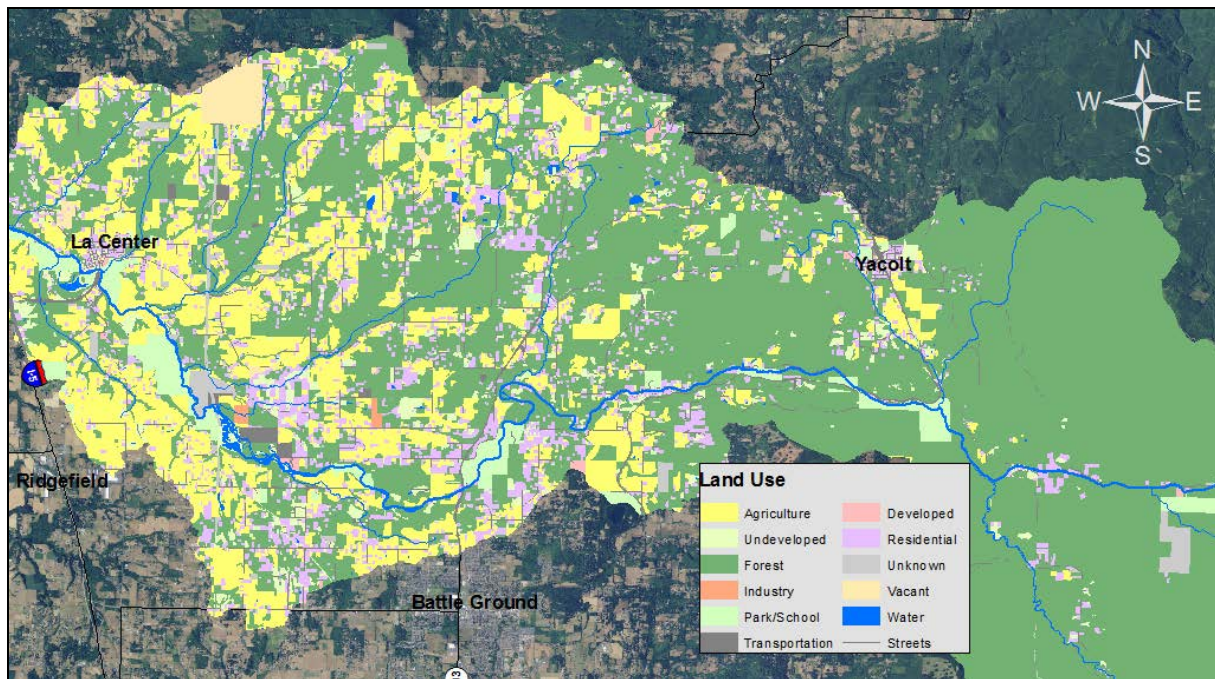 N
W E
S
La Center
Yacolt
I-5
Ridgefield
Battle Ground
Land Use
Agriculture
Undeveloped
Forest
Industry
Park/School
Transportation
Developed
Residential
Unknown
Vacant
Water
Streets